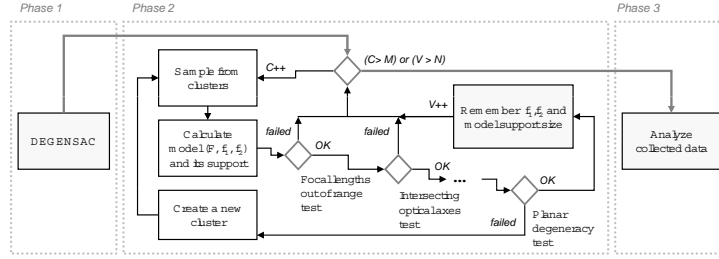 Phase 1
Phase 2
Phase 3
DEGENSAC
Sample from
clusters
C++
(C> M) or (V > N)
Calculate
model (F, f1, f2)
and its support
failed
OK
Focal lengths
out of range
test
failed
OK
Intersecting
optical axes
test
...
V++
Remember f1,f2 and
model support size
OK
failed
Planar
degeneracy
test
Create a new
cluster
Analyze
collected data